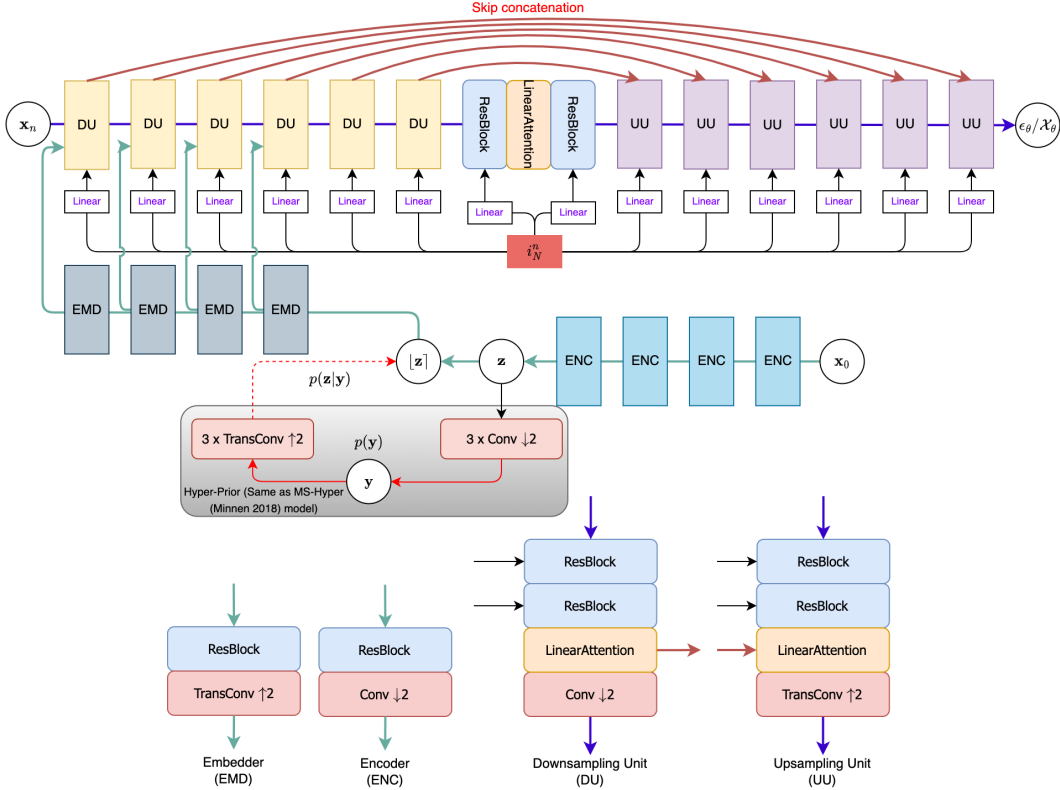 Skip concatenation
x_n
DU
DU
DU
DU
DU
DU
ResBlock
LinearAttention
ResBlock
UU
UU
UU
UU
UU
UU
ϵ_θ/𝒳_θ
Linear
Linear
Linear
Linear
Linear
Linear
Linear
Linear
Linear
Linear
Linear
Linear
Linear
Linear
i_N^n
EMD
EMD
EMD
EMD
⌊z⌉
z
ENC
ENC
ENC
ENC
x_0
p(z|y)
3 x TransConv ↑2
p(y)
3 x Conv ↓2
y
Hyper-Prior (Same as MS-Hyper
(Minnen 2018) model)
ResBlock
TransConv ↑2
Embedder
(EMD)
ResBlock
Conv ↓2
Encoder
(ENC)
ResBlock
ResBlock
LinearAttention
Conv ↓2
Downsampling Unit
(DU)
ResBlock
ResBlock
LinearAttention
TransConv ↑2
Upsampling Unit
(UU)